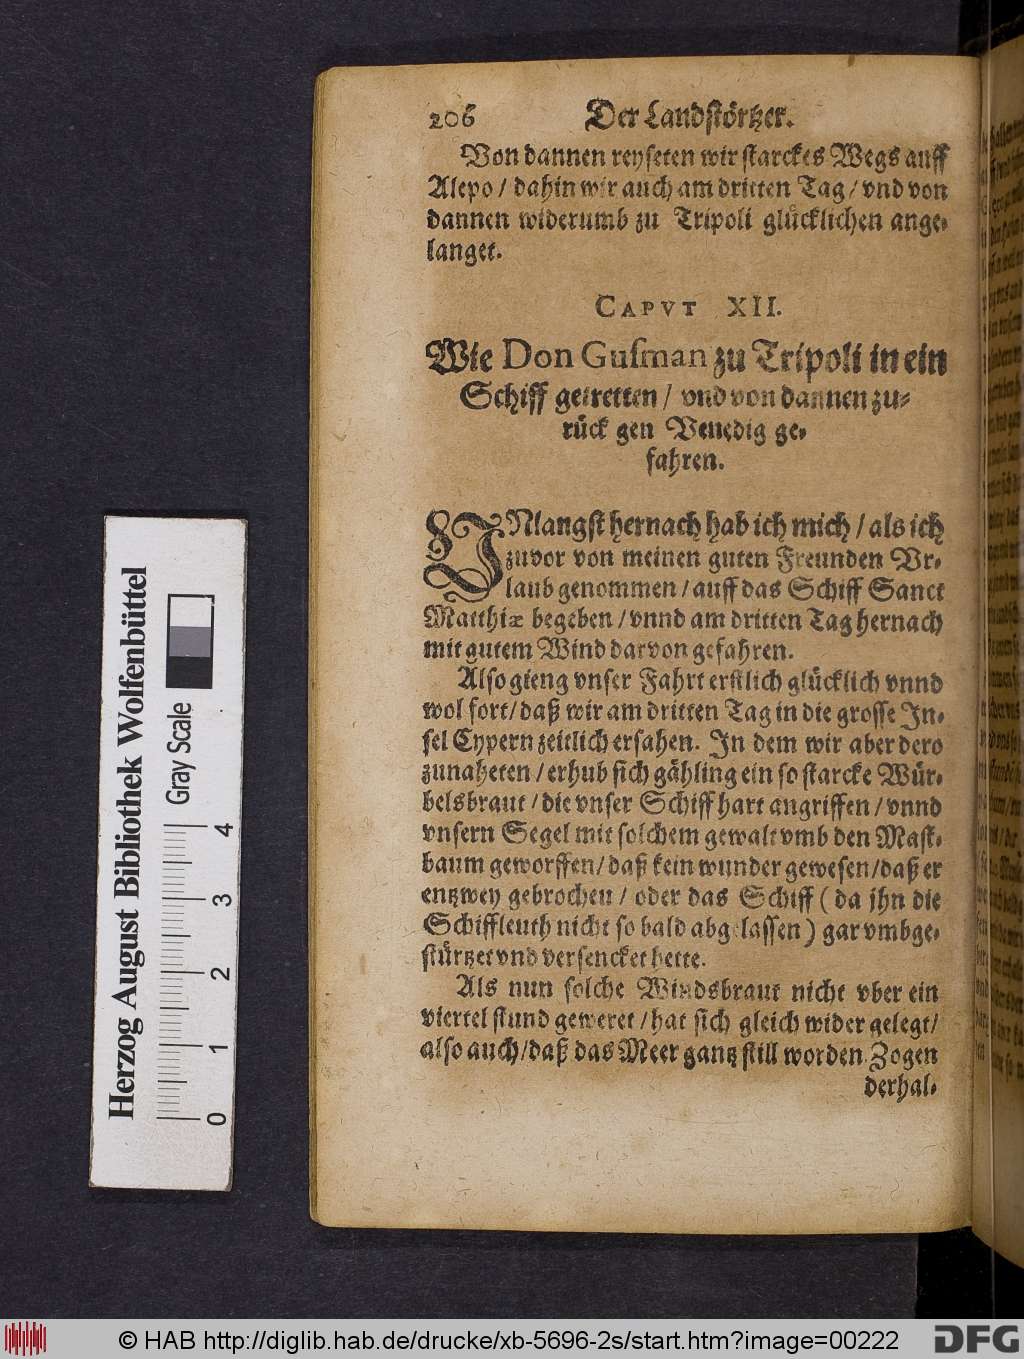 206 Der Landstörtzer.
Von dannen reyseten wir starckes Wegs auff
Alepo / dahin wir auch am dritten Tag / vnd von
dannen widerumb zu Tripoli glücklichen ange-
langet.
CAPVT XII.
Wie Don Gusman zu Tripoli in ein
Schiff getretten / vnd von dannen zu-
rück gen Venedig ge-
fahren.
VNlangst hernach hab ich mich / als ich
zuvor von meinen guten Freunden Vr-
laub genommen / auff das Schiff Sanct
Matthiæ begeben / vnnd am dritten Tag hernach
mit gutem Wind darvon gefahren.
Also gieng vnser Fahrt erstlich glücklich vnnd
wol fort / daß wir am dritten Tag in die grosse In-
sel Cypern zeitlich ersahen. In dem wir aber dero
zunaheten / erhub sich gähling ein so starcke Wür-
belsbraut / die vnser Schiff hart angriffen / vnnd
vnsern Segel mit solchem gewalt vmb den Mast-
baum geworffen / daß kein wunder gewesen / daß er
entzwey gebrochen / oder das Schiff ( da jhn die
Schiffleuth nicht so bald abgelassen ) gar vmbge-
stürtzet vnd versencket hette.
Als nun solche Windsbraut nicht vber ein
viertel stund geweret / hat sich gleich wider gelegt /
also auch / daß das Meer gantz still worden. Zogen
derhal-
Herzog August Bibliothek Wolfenbüttel
Gray Scale
0 1 2 3 4
© HAB http://diglib.hab.de/drucke/xb-5696-2s/start.htm?image=00222
DFG